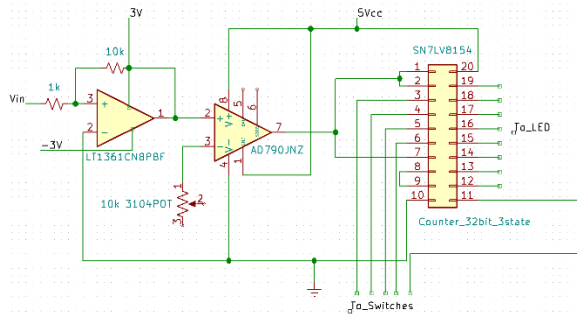 3V
5Vcc
10k
SN7LV8154
1k
Vin
3
2
1
-3V
LT1361CN8PBF
2
3
8
V+
5
6
V-
4
1
7
AD790JNZ
1
2
3
10k 3104POT
1 20
2 19
3 18
4 17
5 16
6 15
7 14
8 13
9 12
10 11
To_LED
Counter_32bit_3state
To_Switches